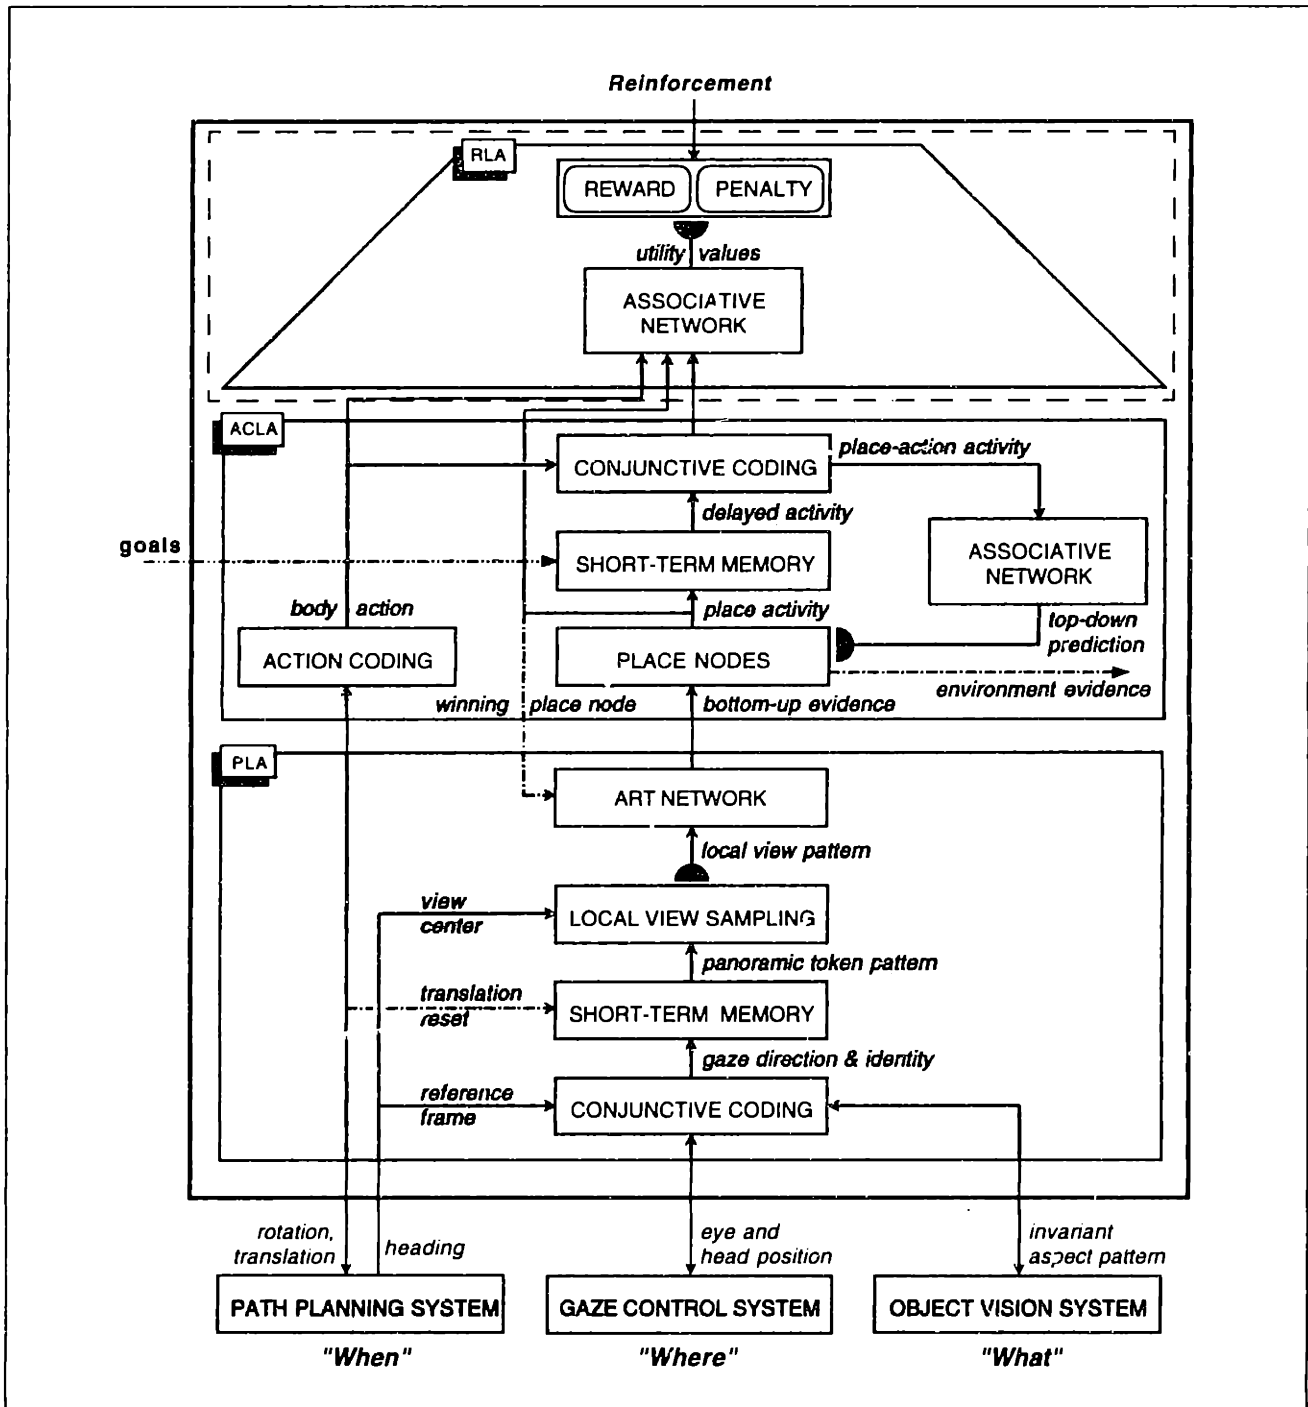 Reinforcement
RLA
REWARD PENALTY
utility values
ASSOCIATIVE
NETWORK
ACLA
CONJUNCTIVE CODING
place-action activity
delayed activity
goals
SHORT-TERM MEMORY
ASSOCIATIVE
NETWORK
body action
place activity
top-down
prediction
ACTION CODING
PLACE NODES
environment evidence
winning place node
bottom-up evidence
PLA
ART NETWORK
local view pattern
view
center
LOCAL VIEW SAMPLING
panoramic token pattern
translation
reset
SHORT-TERM MEMORY
gaze direction & identity
reference
frame
CONJUNCTIVE CODING
rotation,
translation
heading
eye and
head position
invariant
aspect pattern
PATH PLANNING SYSTEM
GAZE CONTROL SYSTEM
OBJECT VISION SYSTEM
"When"
"Where"
"What"